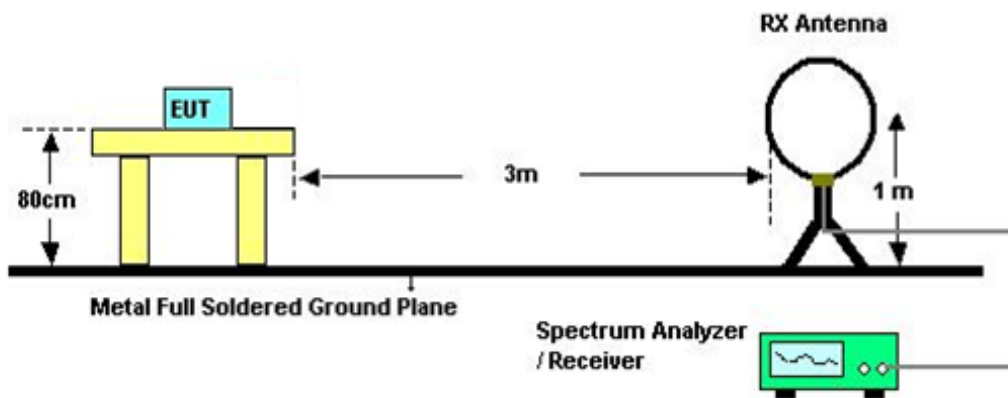 RX Antenna
EUT
80cm
3m
1 m
Metal Full Soldered Ground Plane
Spectrum Analyzer
/ Receiver